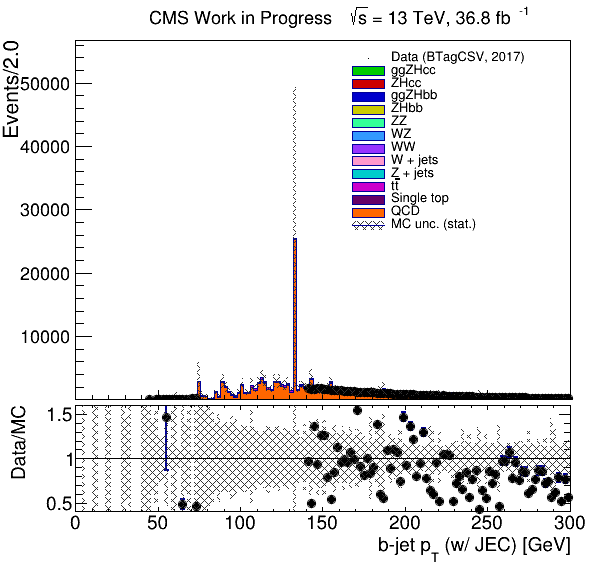 CMS Work in Progress √s = 13 TeV, 36.8 fb -1
Events/2.0
50000
40000
30000
20000
10000
Data (BTagCSV, 2017)
ggZHcc
ZHcc
ggZHbb
ZHbb
ZZ
WZ
WW
W + jets
Z + jets
tt̄
Single top
QCD
MC unc. (stat.)
Data/MC
1.5
1
0.5
0 50 100 150 200 250 300
b-jet pT (w/ JEC) [GeV]